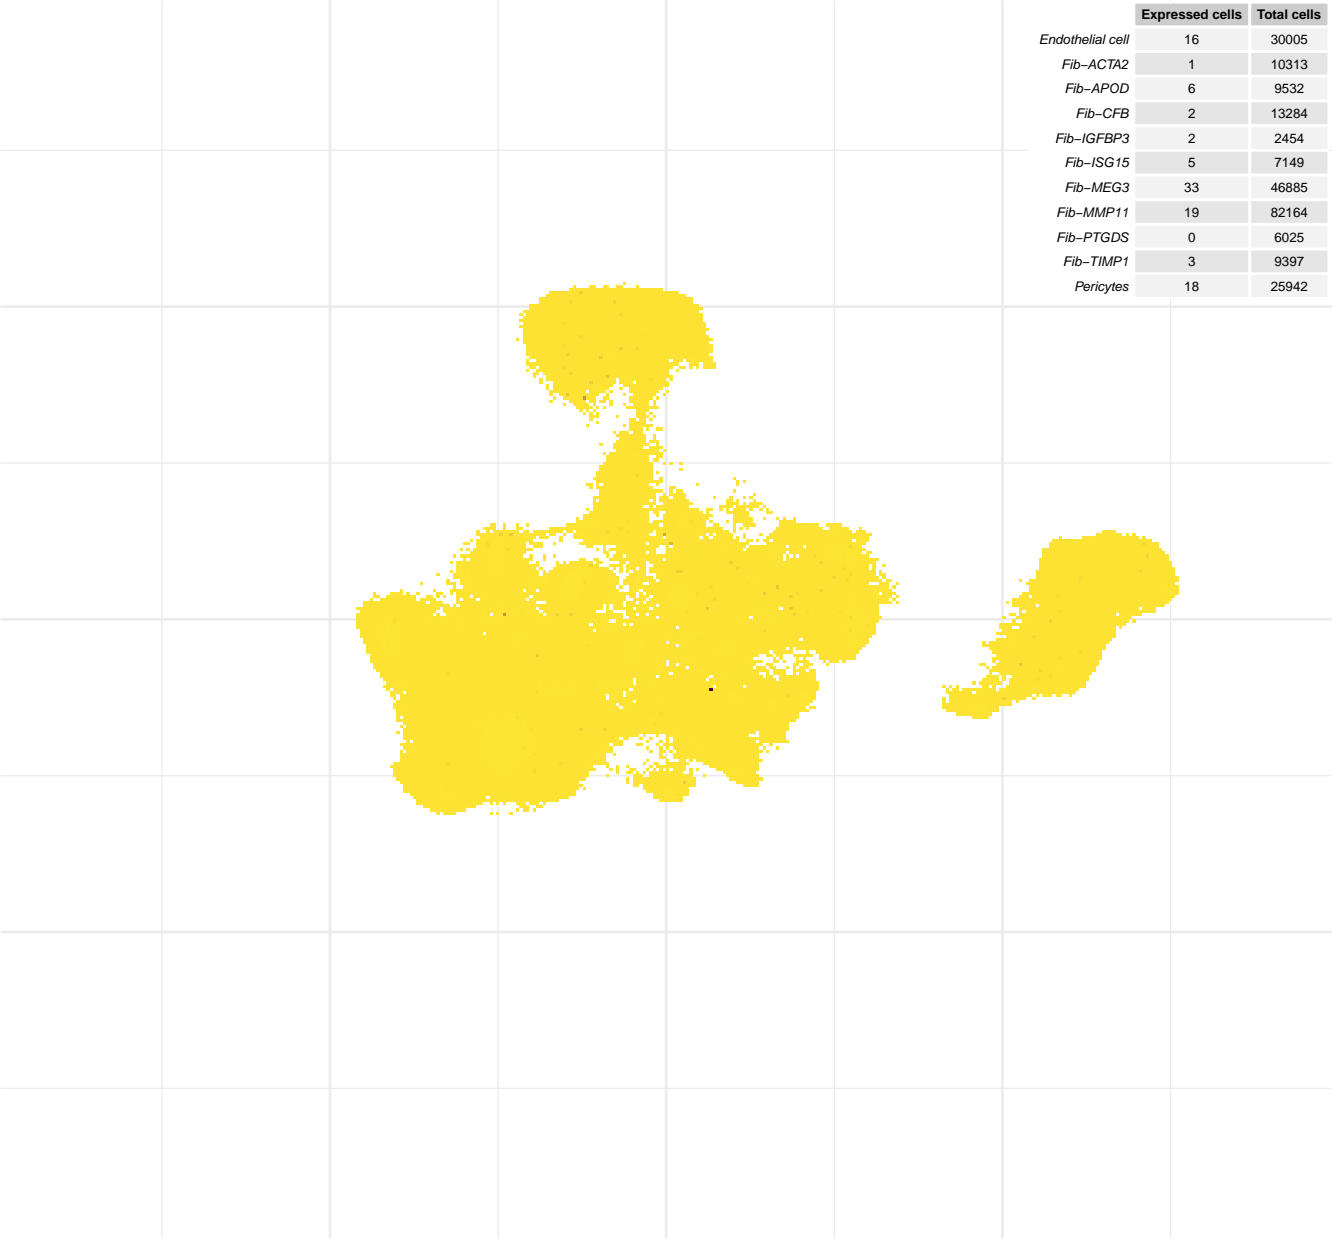 Expressed cells Total cells
Endothelial cell 16 30005
Fib−ACTA2 1 10313
Fib−APOD 6 9532
Fib−CFB 2 13284
Fib−IGFBP3 2 2454
Fib−ISG15 5 7149
Fib−MEG3 33 46885
Fib−MMP11 19 82164
Fib−PTGDS 0 6025
Fib−TIMP1 3 9397
Pericytes 18 25942